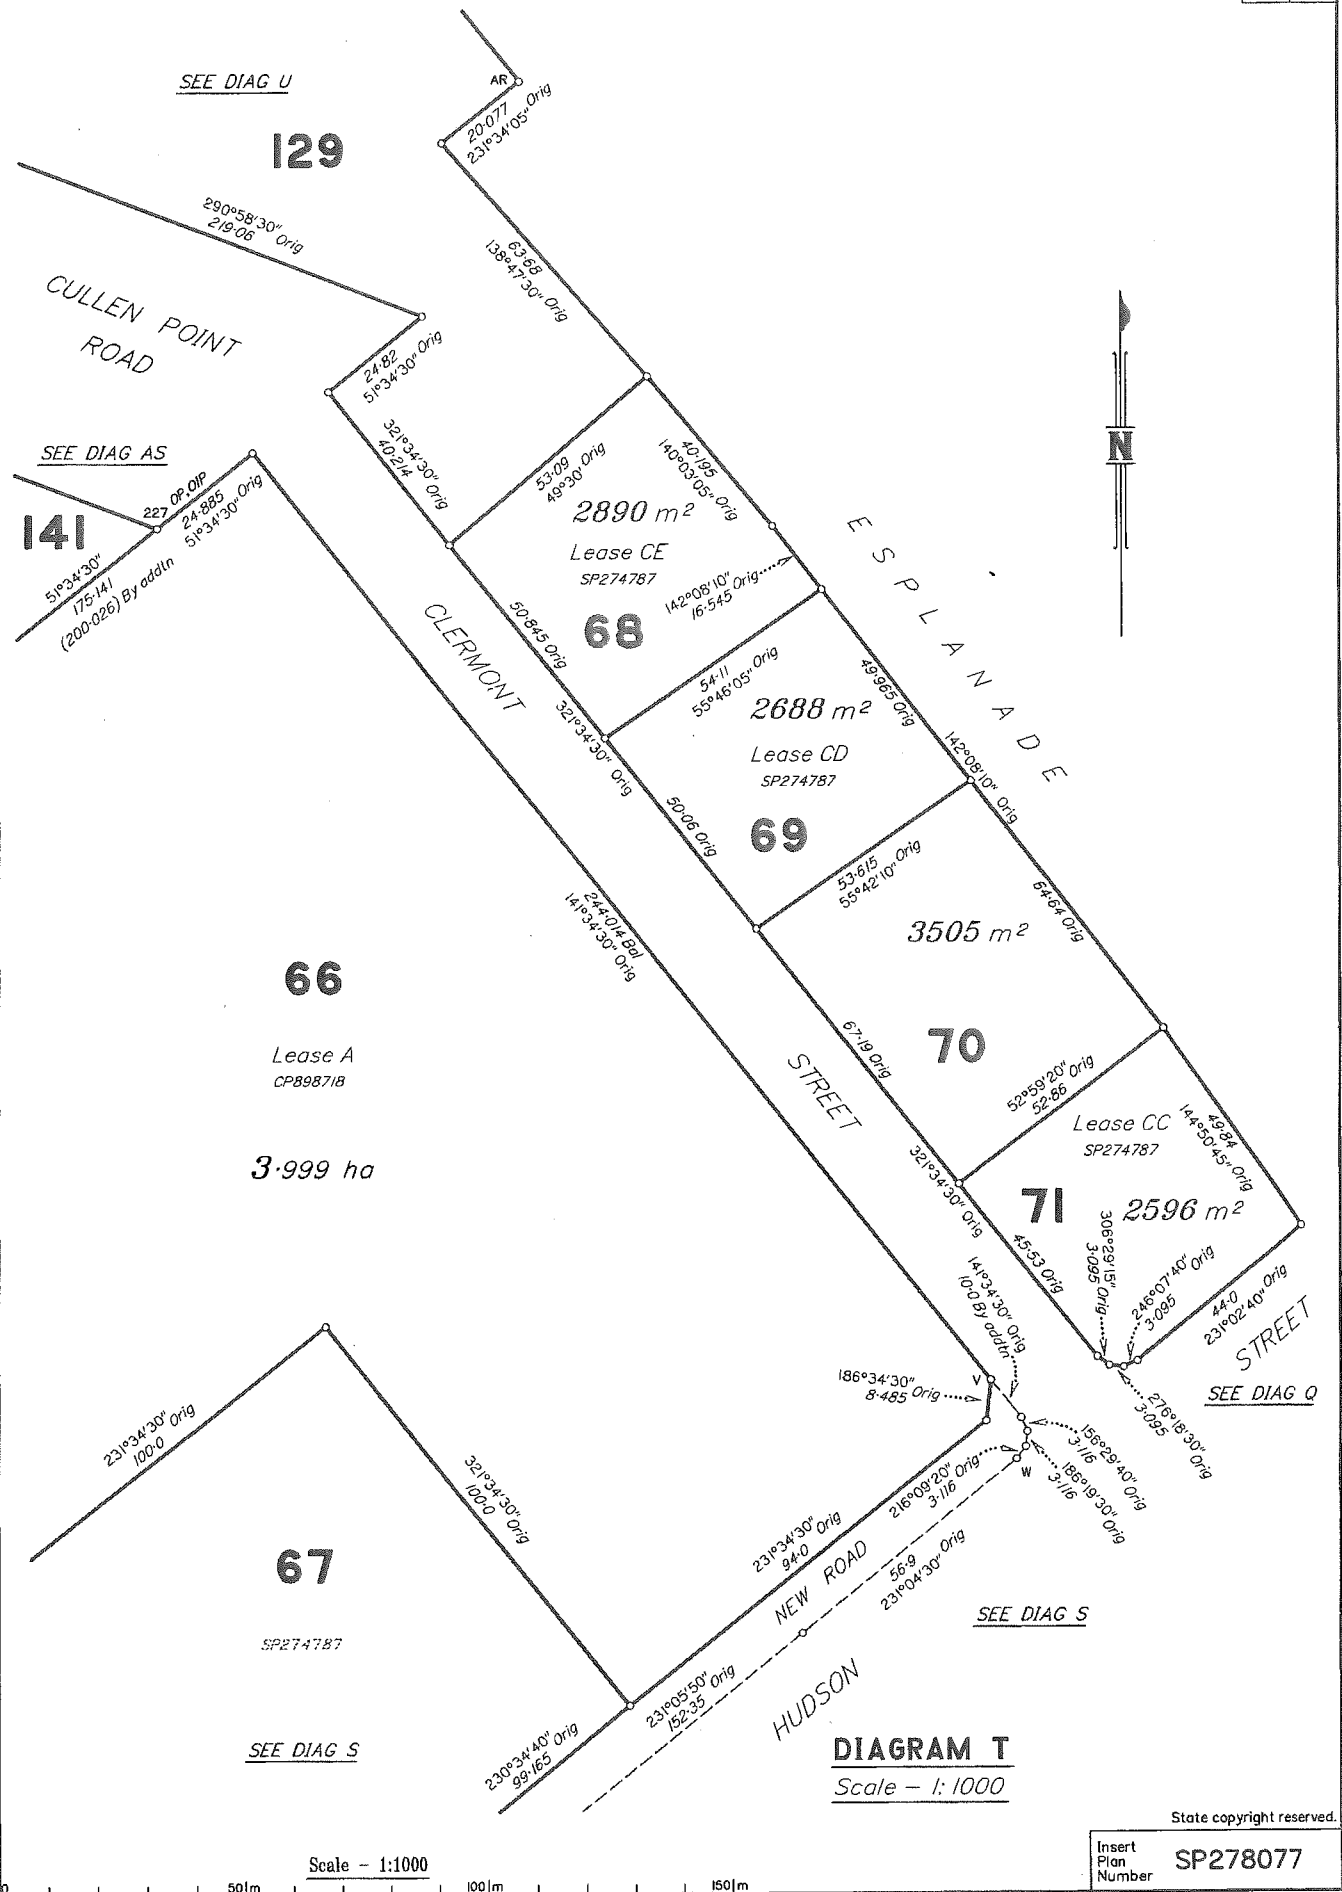 SEE DIAG U
AR
20·077 Orig
231°34'05"
129
290°58'30" Orig
219·06
63·68
138°47'30" Orig
CULLEN POINT
ROAD
24·82 Orig
51°34'30"
321°34'30"
40·214 Orig
SEE DIAG AS
227 OP,OIP
24·885 Orig
51°34'30"
141
51°34'30"
175·141
(200·026) By addtn
53·09 Orig
49°30'
40·195
140°03'05" Orig
2890 m²
Lease CE
SP274787
68
142°08'10" Orig
16·545
ESPLANADE
N
CLERMONT
STREET
50·845 Orig
321°34'30" Orig
54·11 Orig
55°46'05"
49·965 Orig
142°08'10" Orig
2688 m²
Lease CD
SP274787
69
50·06 Orig
53·615 Orig
55°42'10"
64·64 Orig
3505 m²
70
67·19 Orig
244·014 Bal
141°34'30" Orig
66
Lease A
CP898718
3·999 ha
52°59'20" Orig
52·86
Lease CC
SP274787
71
2596 m²
49·84
144°50'45" Orig
321°34'30" Orig
45·53 Orig
306°29'15" Orig
3·095
246°07'40" Orig
3·095
44·0 Orig
231°02'40"
STREET
SEE DIAG Q
276°18'30" Orig
3·095
141°34'30" Orig
10·0 By addtn
V
186°34'30"
8·485 Orig
156°29'40" Orig
3·116
186°19'30" Orig
3·116
W
216°09'20" Orig
3·116
231°34'30" Orig
100·0
321°34'30" Orig
100·0
67
SP274787
231°34'30" Orig
94·0
NEW ROAD
56·9 Orig
231°04'30"
SEE DIAG S
231°05'50" Orig
152·35
HUDSON
230°34'40" Orig
99·165
SEE DIAG S
DIAGRAM T
Scale – 1:1000
State copyright reserved.
Scale - 1:1000
Insert
Plan
Number
SP278077
0 50m 100m 150m